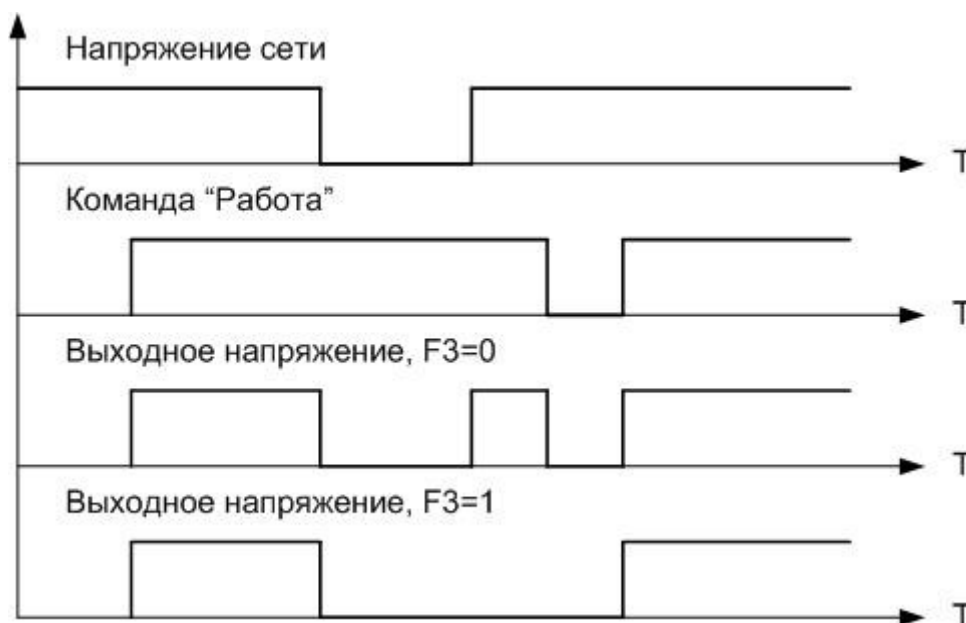 Напряжение сети
T
Команда “Работа”
T
Выходное напряжение, F3=0
T
Выходное напряжение, F3=1
T